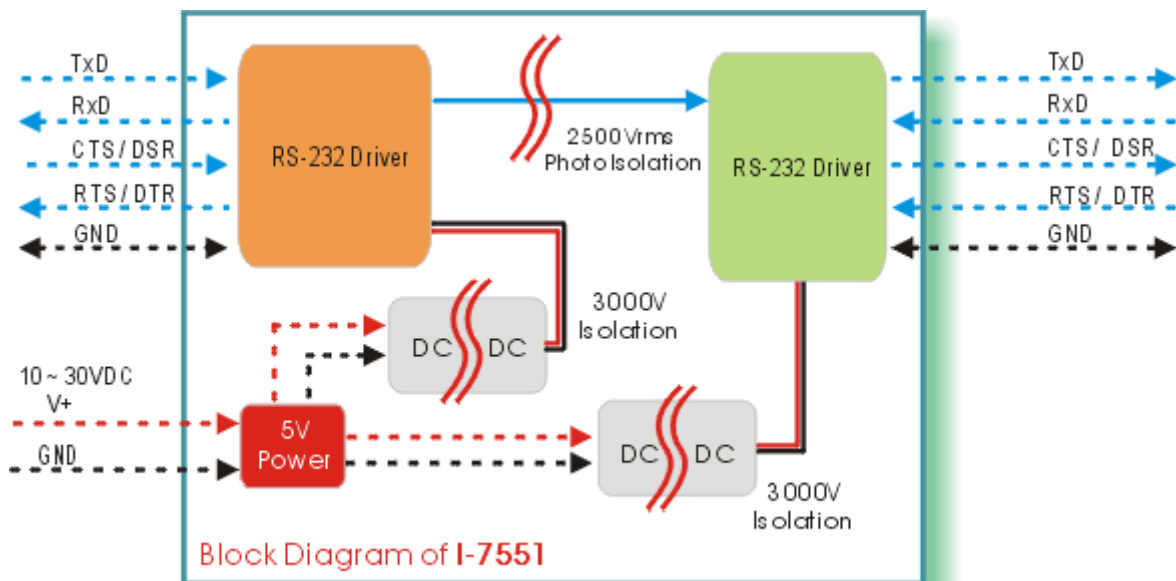 TxD
RxD
CTS / DSR
RTS / DTR
GND
RS-232 Driver
2500Vrms
Photo Isolation
RS-232 Driver
TxD
RxD
CTS / DSR
RTS / DTR
GND
DC DC
3000V
Isolation
10 ~ 30VDC
V+
GND
5V
Power
DC DC
3000V
Isolation
Block Diagram of I-7551